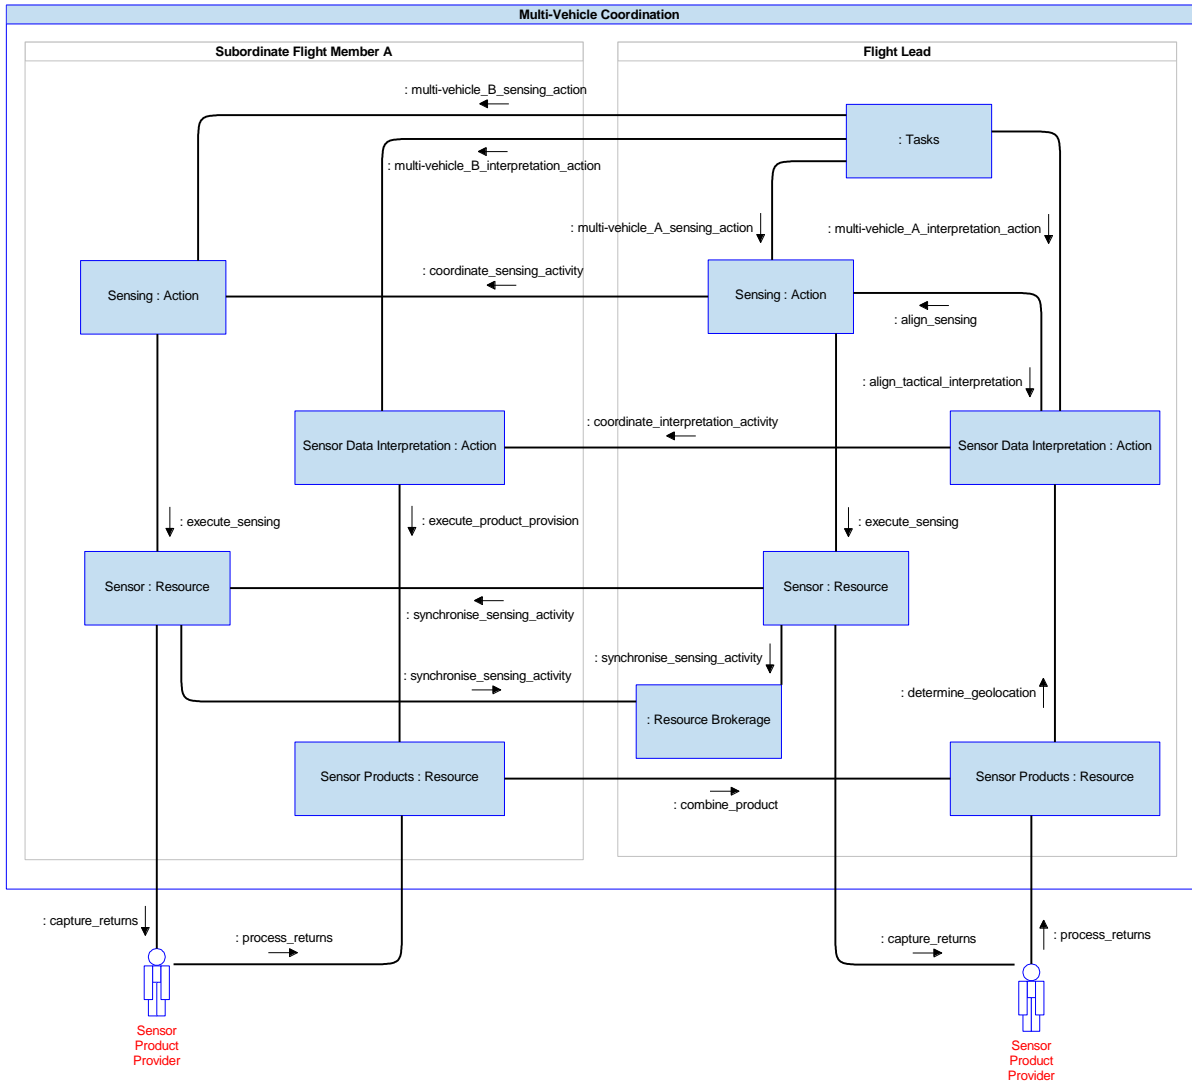 Multi-Vehicle Coordination
Subordinate Flight Member A
Flight Lead
: multi-vehicle_B_sensing_action
: Tasks
: multi-vehicle_B_interpretation_action
: multi-vehicle_A_sensing_action
: multi-vehicle_A_interpretation_action
: coordinate_sensing_activity
Sensing : Action
Sensing : Action
: align_sensing
: align_tactical_interpretation
: coordinate_interpretation_activity
Sensor Data Interpretation : Action
Sensor Data Interpretation : Action
: execute_sensing
: execute_product_provision
: execute_sensing
Sensor : Resource
Sensor : Resource
: synchronise_sensing_activity
: synchronise_sensing_activity
: synchronise_sensing_activity
: determine_geolocation
: Resource Brokerage
Sensor Products : Resource
Sensor Products : Resource
: combine_product
: capture_returns
: process_returns
: capture_returns
: process_returns
Sensor
Product
Provider
Sensor
Product
Provider